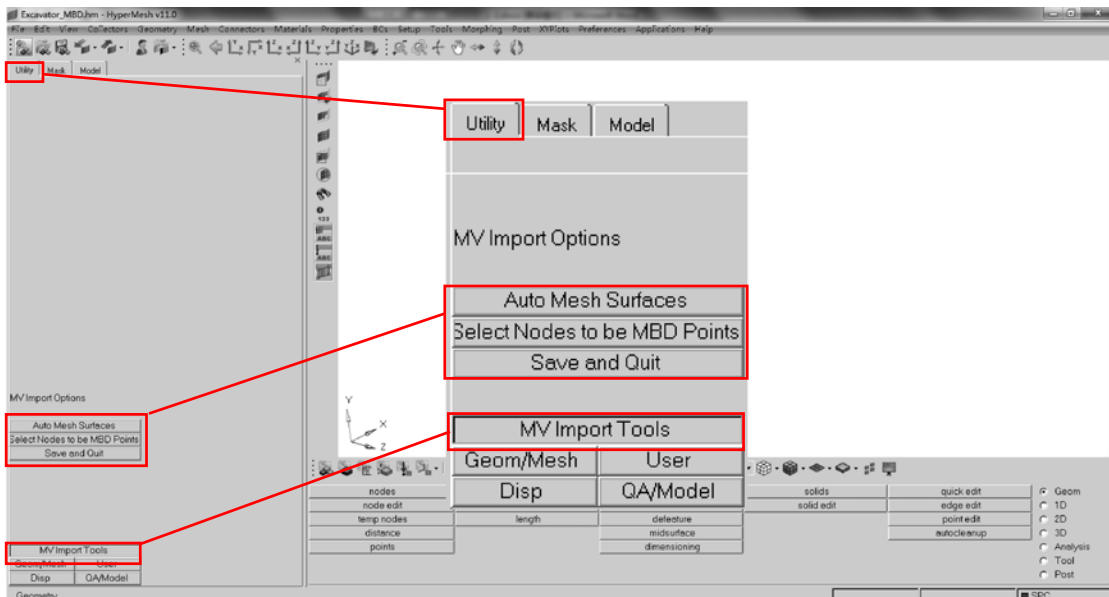 Excavator_MBD.hm - HyperMesh v11.0
File Edit View Collectors Geometry Mesh Connectors Materials Properties BCs Setup Tools Morphing Post XYPlots Preferences Applications Help
Utility Mask Model
Utility Mask Model
MV Import Options
Auto Mesh Surfaces
Select Nodes to be MBD Points
Save and Quit
MV Import Tools
Geom/Mesh User
Disp QA/Model
MV Import Options
Auto Mesh Surfaces
Select Nodes to be MBD Points
Save and Quit
MV Import Tools
Geom/Mesh User
Disp QA/Model
123
ABC
ABC
Y
X
Z
nodes solids quick edit Geom
node edit solid edit edge edit 1D
temp nodes length defeature point edit 2D
distance midsurface autocleanup 3D
points dimensioning Analysis
Tool
Post
Geometry SPC